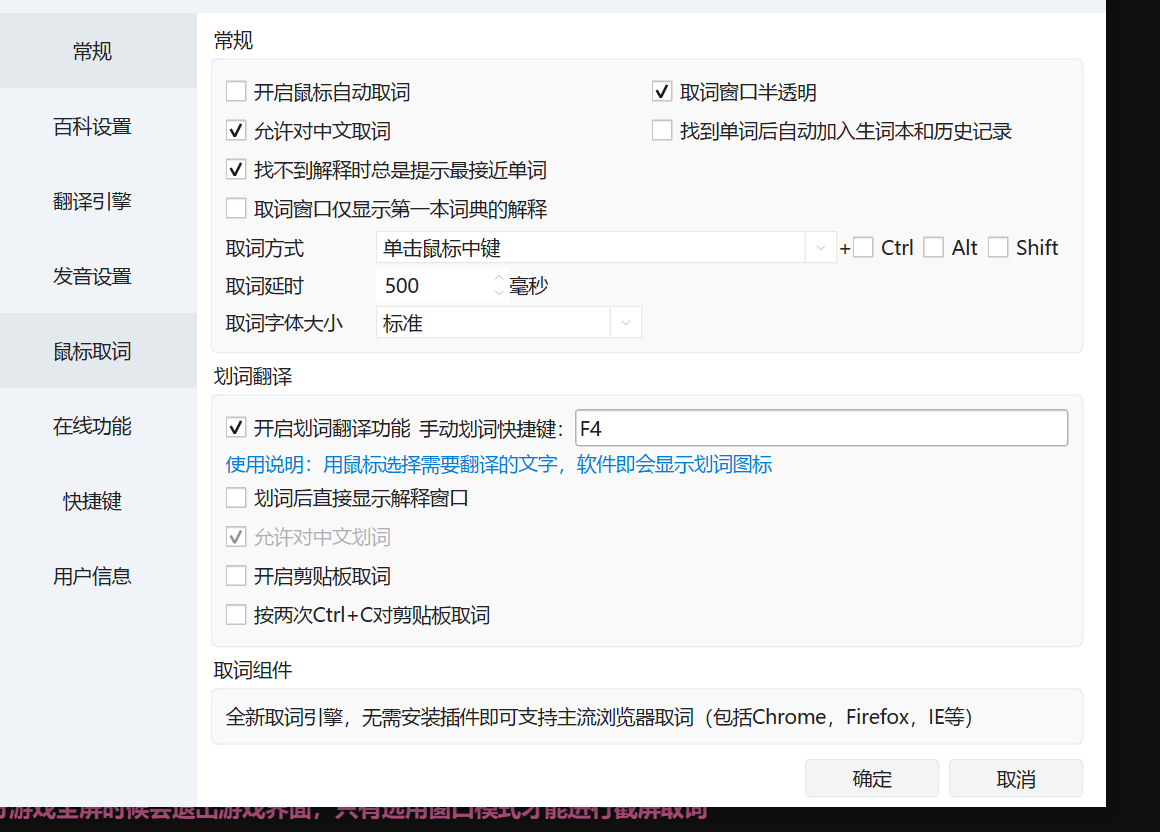 常规
百科设置
翻译引擎
发音设置
鼠标取词
在线功能
快捷键
用户信息
常规
开启鼠标自动取词 取词窗口半透明
允许对中文取词 找到单词后自动加入生词本和历史记录
找不到解释时总是提示最接近单词
取词窗口仅显示第一本词典的解释
取词方式 单击鼠标中键 + Ctrl Alt Shift
取词延时 500 毫秒
取词字体大小 标准
划词翻译
开启划词翻译功能 手动划词快捷键： F4
使用说明：用鼠标选择需要翻译的文字，软件即会显示划词图标
划词后直接显示解释窗口
允许对中文划词
开启剪贴板取词
按两次Ctrl+C对剪贴板取词
取词组件
全新取词引擎，无需安装插件即可支持主流浏览器取词（包括Chrome，Firefox，IE等）
确定 取消
游戏全屏的候会退出游戏界面，只有选用窗口模式才能进行截屏取词